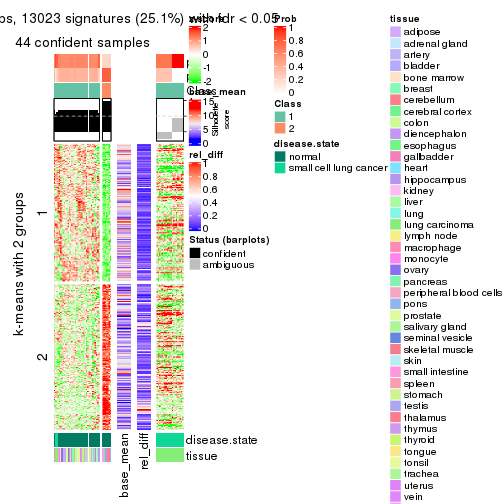 ps, 13023 signatures (25.1%) with fdr < 0.05
44 confident samples
k-means with 2 groups
1
2
Class
Silhouette
score
base_mean
rel_diff
disease.state
tissue
2
1
0
-1
-2
base_mean
15
10
5
0
rel_diff
1
0.8
0.6
0.4
0.2
0
Status (barplots)
confident
ambiguous
Prob
1
0.8
0.6
0.4
0.2
0
Class
1
2
disease.state
normal
small cell lung cancer
tissue
adipose
adrenal gland
artery
bladder
bone marrow
breast
cerebellum
cerebral cortex
colon
diencephalon
esophagus
gallbadder
heart
hippocampus
kidney
liver
lung
lung carcinoma
lymph node
macrophage
monocyte
ovary
pancreas
peripheral blood cells
pons
prostate
salivary gland
seminal vesicle
skeletal muscle
skin
small intestine
spleen
stomach
testis
thalamus
thymus
thyroid
tongue
tonsil
trachea
uterus
vein